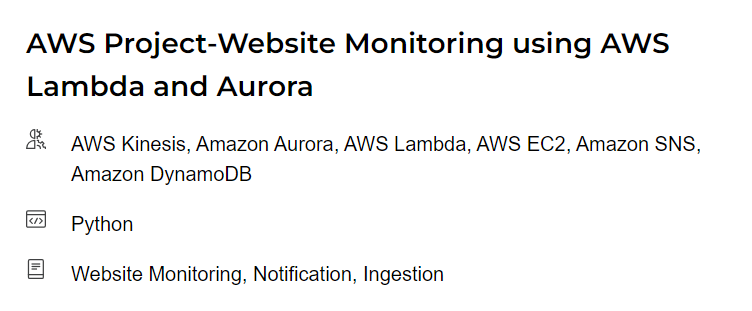 AWS Project-Website Monitoring using AWS
Lambda and Aurora
AWS Kinesis, Amazon Aurora, AWS Lambda, AWS EC2, Amazon SNS,
Amazon DynamoDB
Python
Website Monitoring, Notification, Ingestion